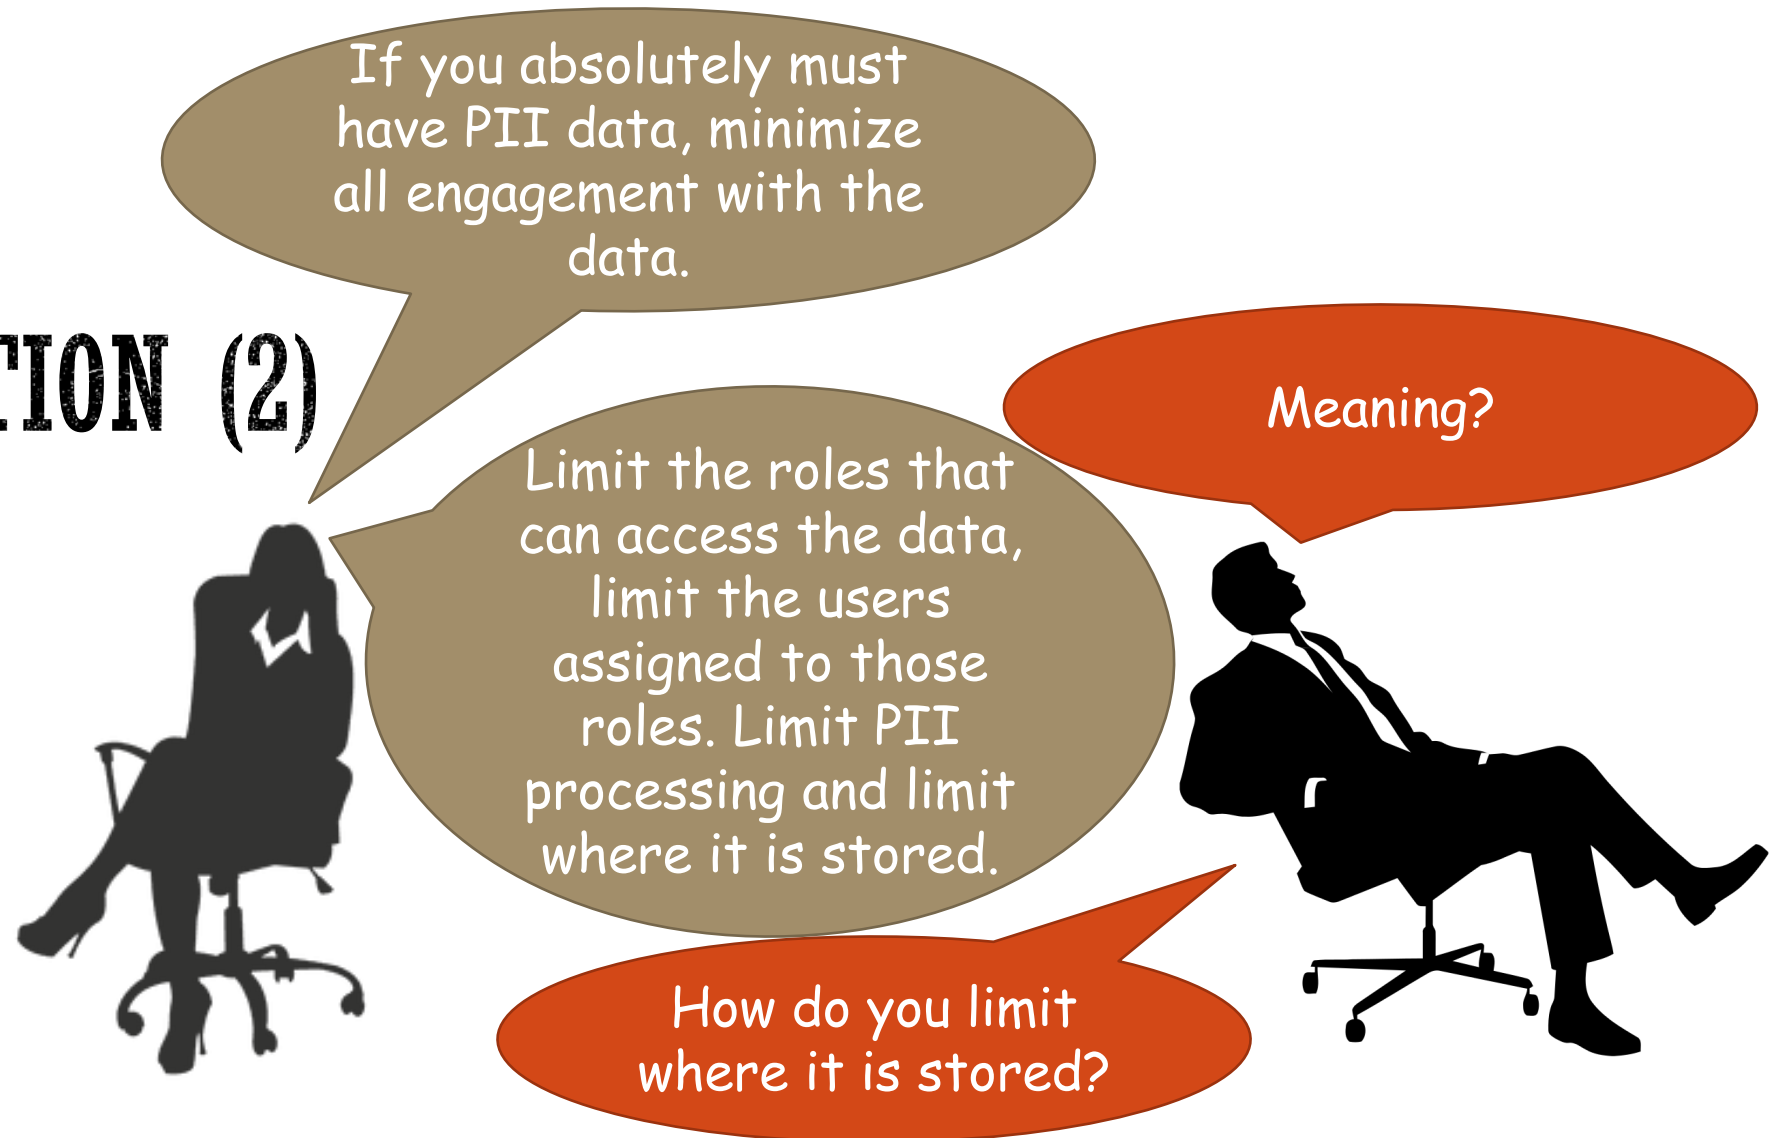 If you absolutely must
have PII data, minimize
all engagement with the
data.
TION (2)
Meaning?
Limit the roles that
can access the data,
limit the users
assigned to those
roles. Limit PII
processing and limit
where it is stored.
How do you limit
where it is stored?